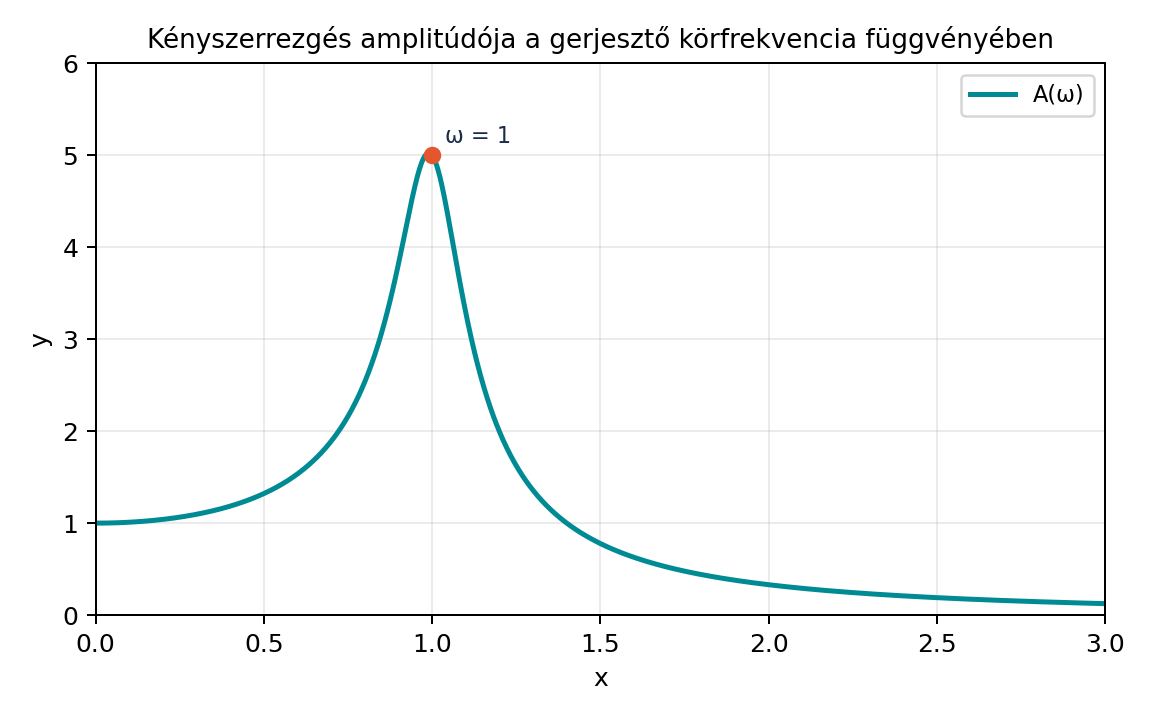 Kényszerrezgés amplitúdója a gerjesztő körfrekvencia függvényében
A(ω)
ω = 1
y
6
5
4
3
2
1
0
0.0 0.5 1.0 1.5 2.0 2.5 3.0
x